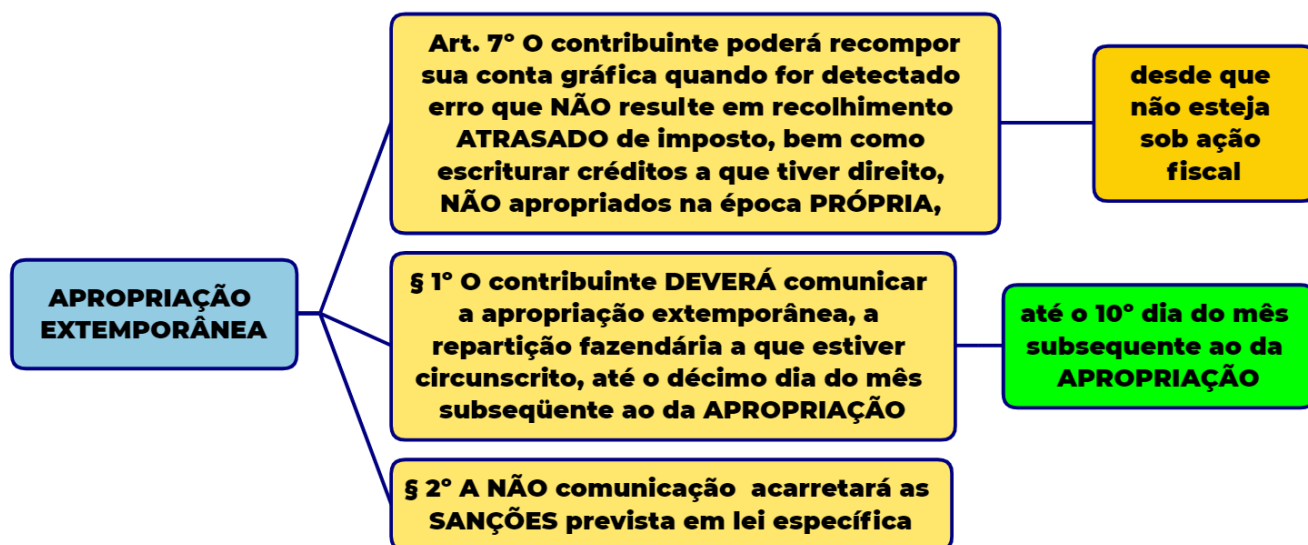 Art. 7º O contribuinte poderá recompor
sua conta gráfica quando for detectado
erro que NÃO resulte em recolhimento
ATRASADO de imposto, bem como
escriturar créditos a que tiver direito,
NÃO apropriados na época PRÓPRIA,
desde que
não esteja
sob ação
fiscal
APROPRIAÇÃO
EXTEMPORÂNEA
§ 1º O contribuinte DEVERÁ comunicar
a apropriação extemporânea, a
repartição fazendária a que estiver
circunscrito, até o décimo dia do mês
subseqüente ao da APROPRIAÇÃO
até o 10º dia do mês
subsequente ao da
APROPRIAÇÃO
§ 2º A NÃO comunicação acarretará as
SANÇÕES prevista em lei específica